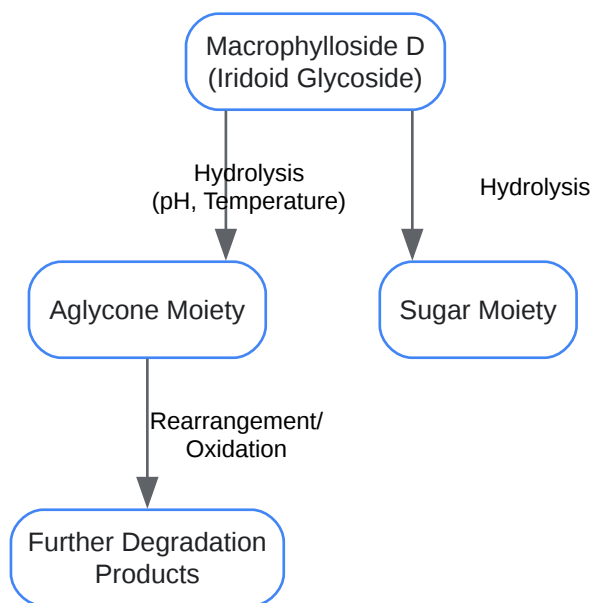 Macrophylloside D
(Iridoid Glycoside)
Hydrolysis
(pH, Temperature)
Hydrolysis
Aglycone Moiety
Sugar Moiety
Rearrangement/
Oxidation
Further Degradation
Products